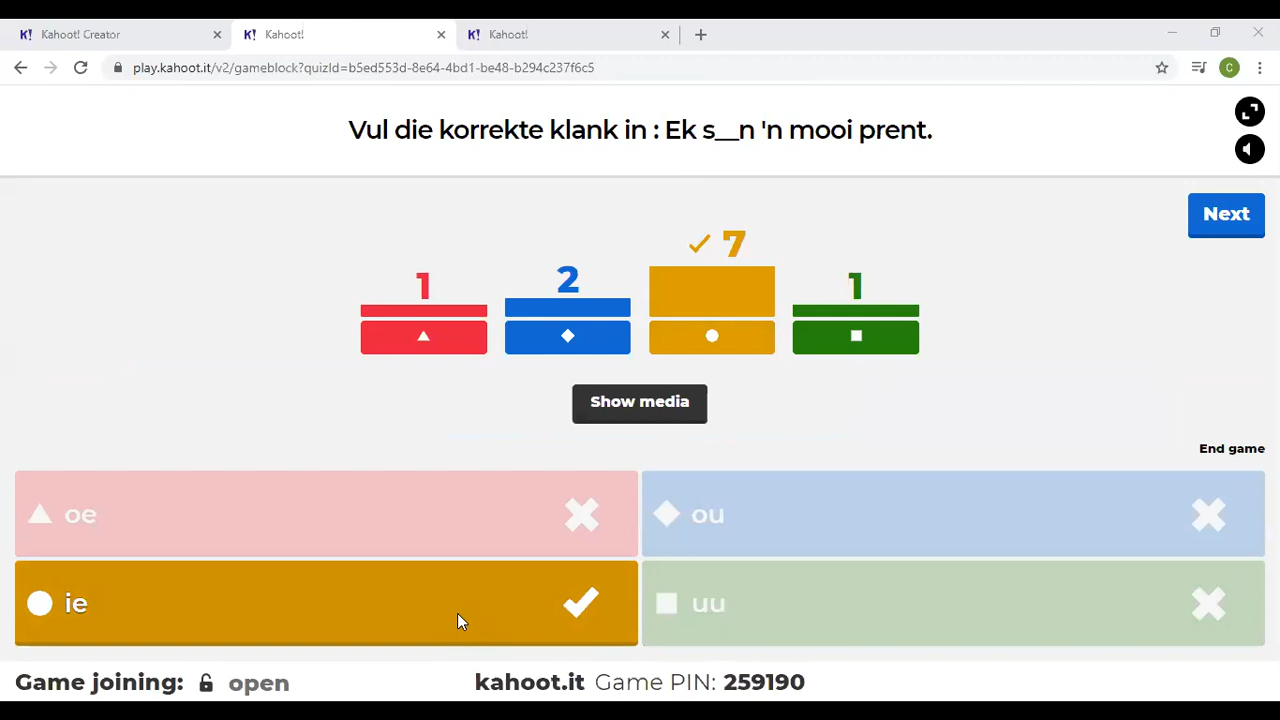 K! Kahoot! Creator
K! Kahoot!
K! Kahoot!
play.kahoot.it/v2/gameblock?quizId=b5ed553d-8e64-4bd1-be48-b294c237f6c5
C
Vul die korrekte klank in : Ek s__n 'n mooi prent.
Next
1
2
7
1
Show media
End game
oe
ou
ie
uu
Game joining: open
kahoot.it Game PIN: 259190